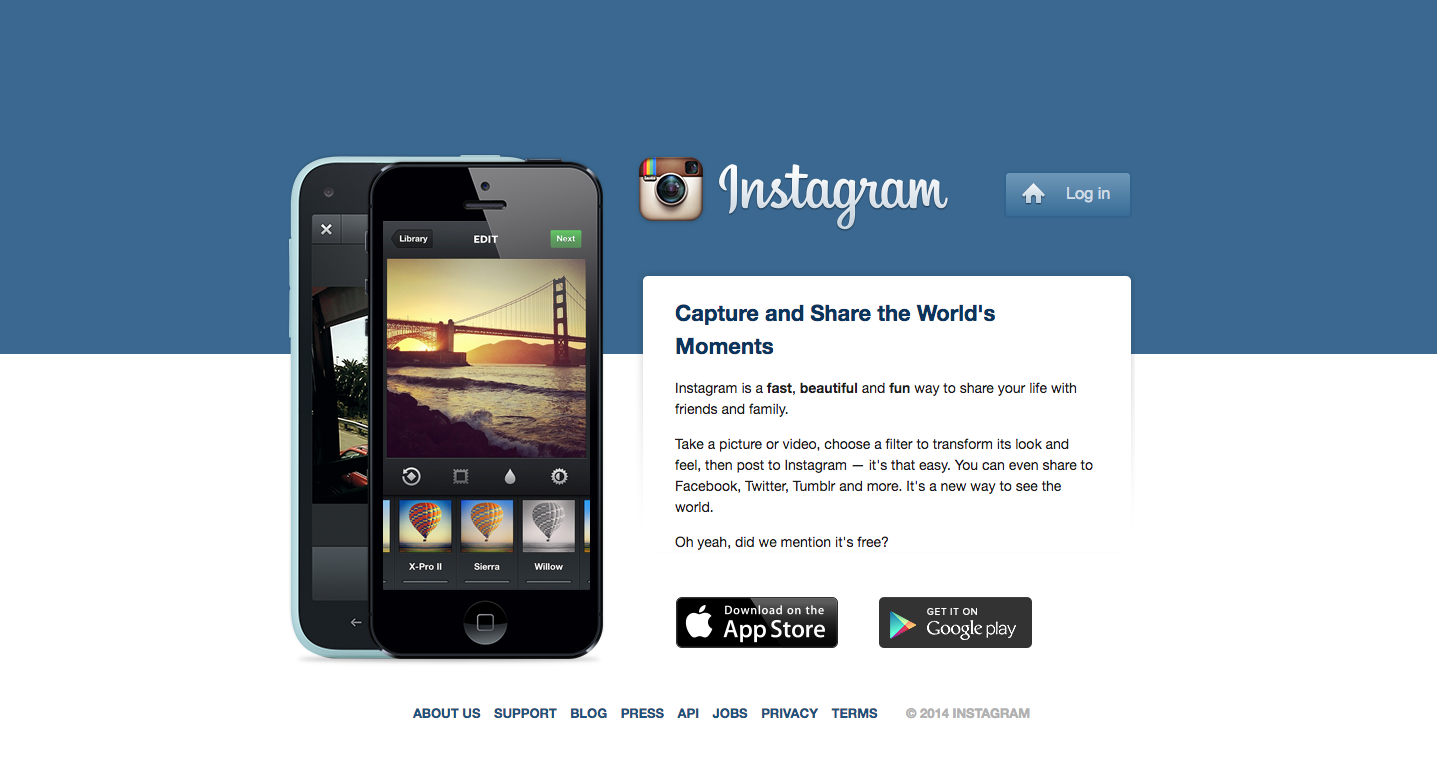 Instagram
Log in
Library
EDIT
Next
X-Pro II
Sierra
Willow
Capture and Share the World's
Moments
Instagram is a fast, beautiful and fun way to share your life with
friends and family.
Take a picture or video, choose a filter to transform its look and
feel, then post to Instagram — it's that easy. You can even share to
Facebook, Twitter, Tumblr and more. It's a new way to see the
world.
Oh yeah, did we mention it's free?
Download on the
App Store
GET IT ON
Google play
ABOUT US SUPPORT BLOG PRESS API JOBS PRIVACY TERMS © 2014 INSTAGRAM